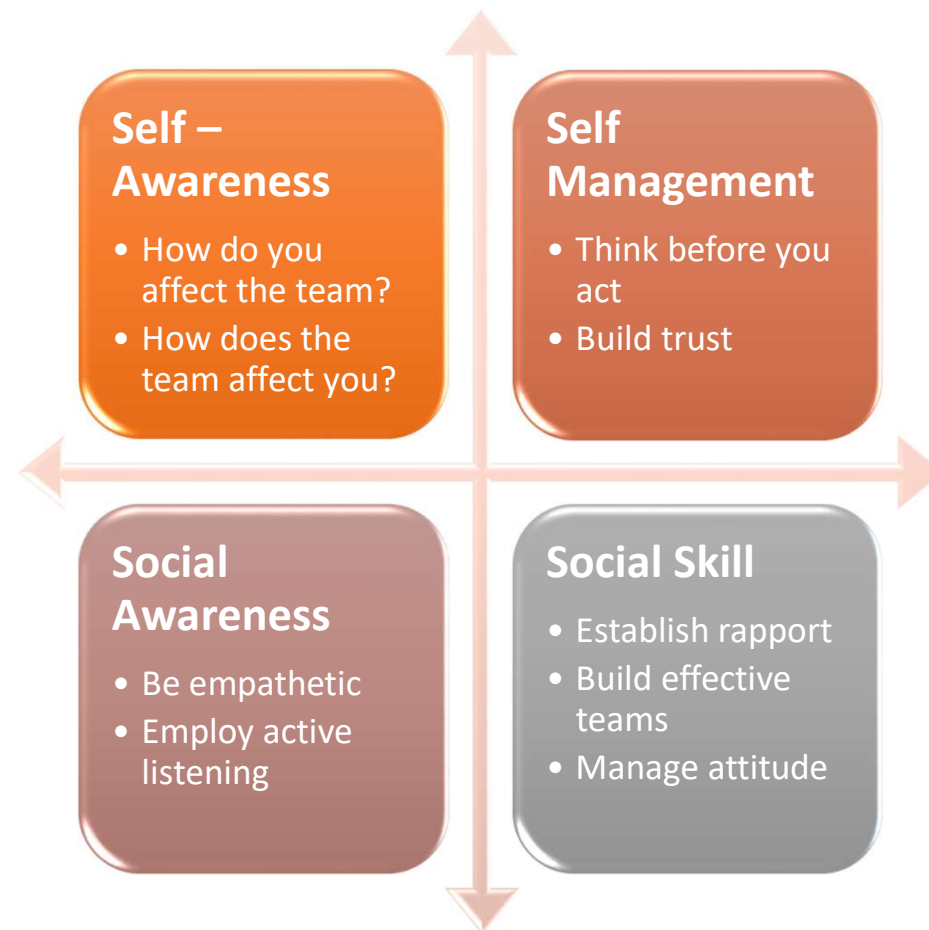 Self –
Awareness
• How do you
affect the team?
• How does the
team affect you?
Self
Management
• Think before you
act
• Build trust
Social
Awareness
• Be empathetic
• Employ active
listening
Social Skill
• Establish rapport
• Build effective
teams
• Manage attitude